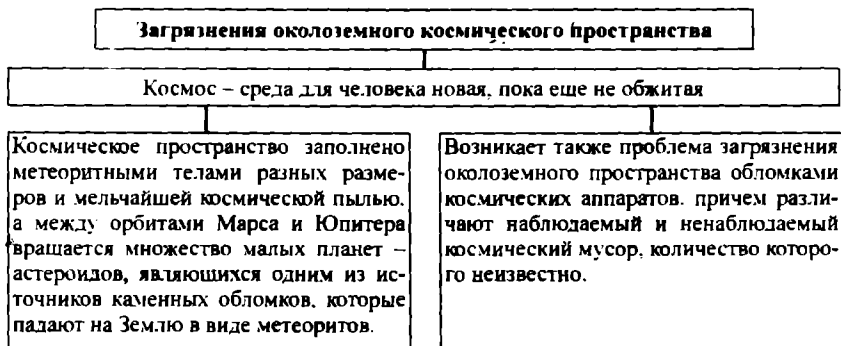 Загрязнения околоземного космического пространства
Космос – среда для человека новая, пока еще не обжитая
Космическое пространство заполнено
метеоритными телами разных разме-
ров и мельчайшей космической пылью,
а между орбитами Марса и Юпитера
вращается множество малых планет –
астероидов, являющихся одним из ис-
точников каменных обломков, которые
падают на Землю в виде метеоритов.
Возникает также проблема загрязнения
околоземного пространства обломками
космических аппаратов. причем разли-
чают наблюдаемый и ненаблюдаемый
космический мусор, количество которо-
го неизвестно.